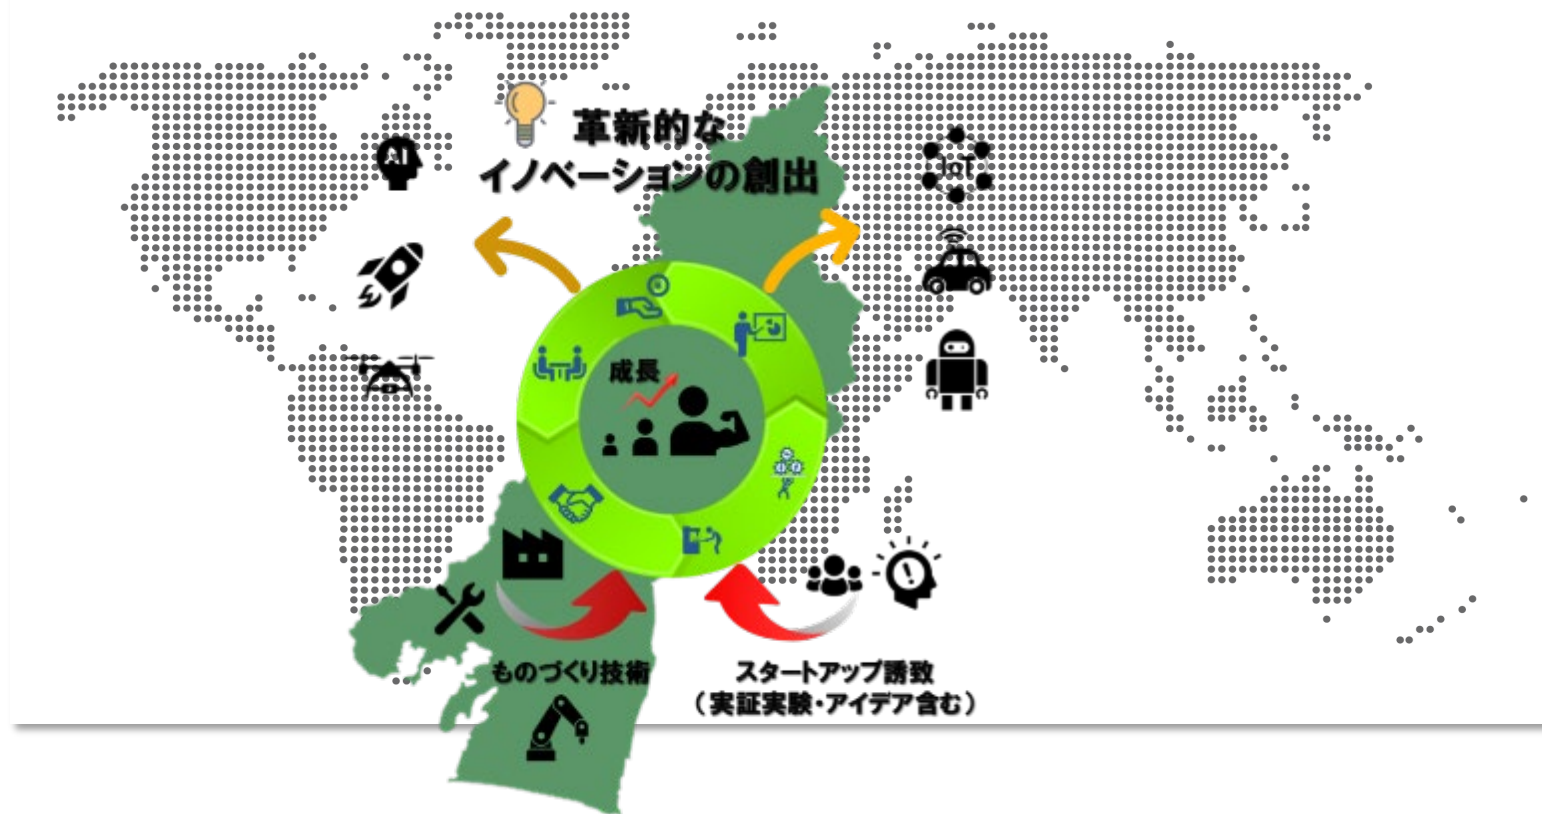 革新的な
イノベーションの創出
AI
IoT
成長
ものづくり技術
スタートアップ誘致
（実証実験・アイデア含む）